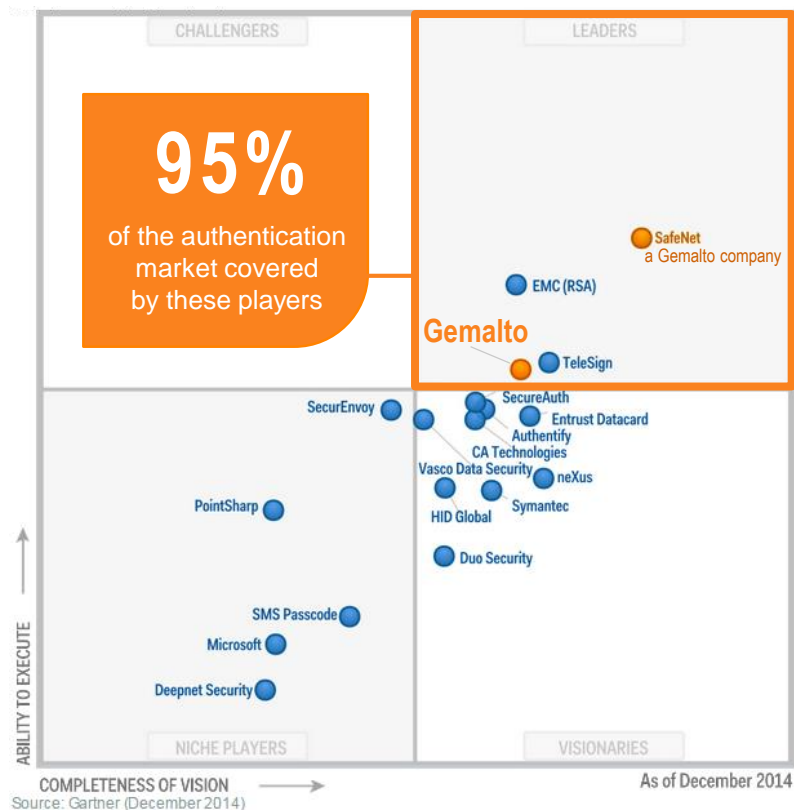 CHALLENGERS
LEADERS
95%
of the authentication
market covered
by these players
SafeNet
a Gemalto company
EMC (RSA)
Gemalto
TeleSign
SecurEnvoy
SecureAuth
Entrust Datacard
Authentify
CA Technologies
Vasco Data Security
neXus
PointSharp
Symantec
HID Global
Duo Security
SMS Passcode
Microsoft
Deepnet Security
ABILITY TO EXECUTE
NICHE PLAYERS
VISIONARIES
COMPLETENESS OF VISION
As of December 2014
Source: Gartner (December 2014)